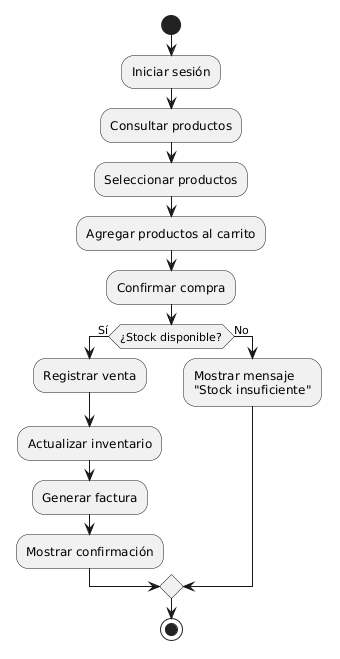 Iniciar sesión
Consultar productos
Seleccionar productos
Agregar productos al carrito
Confirmar compra
¿Stock disponible?
Sí
No
Registrar venta
Mostrar mensaje
"Stock insuficiente"
Actualizar inventario
Generar factura
Mostrar confirmación